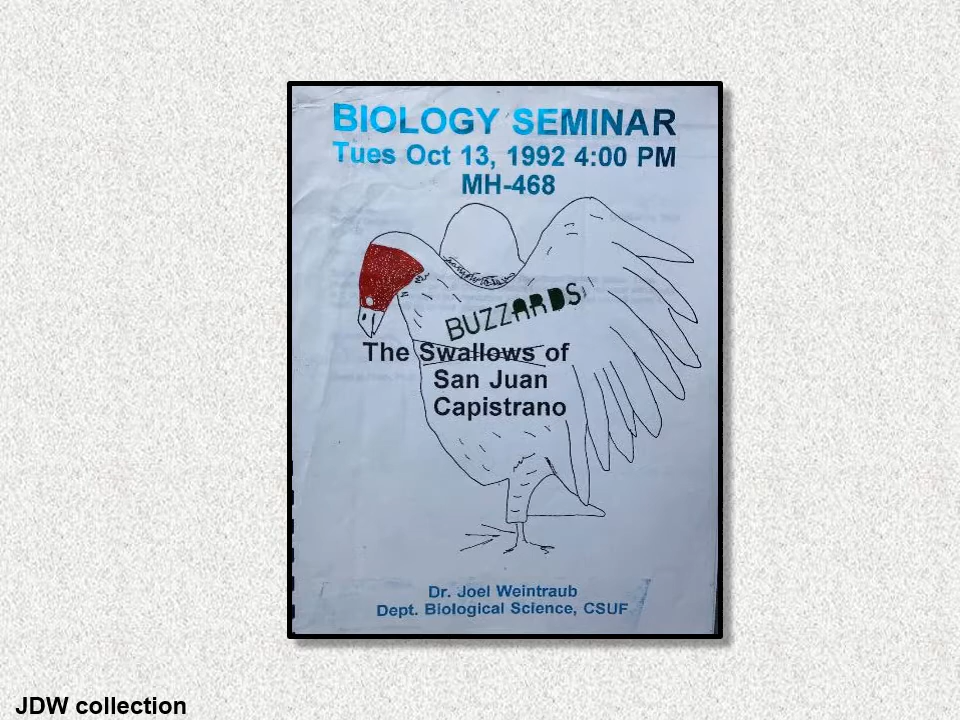 BIOLOGY SEMINAR
Tues Oct 13, 1992 4:00 PM
MH-468
BUZZARDS
The Swallows of
San Juan
Capistrano
Dr. Joel Weintraub
Dept. Biological Science, CSUF
JDW collection